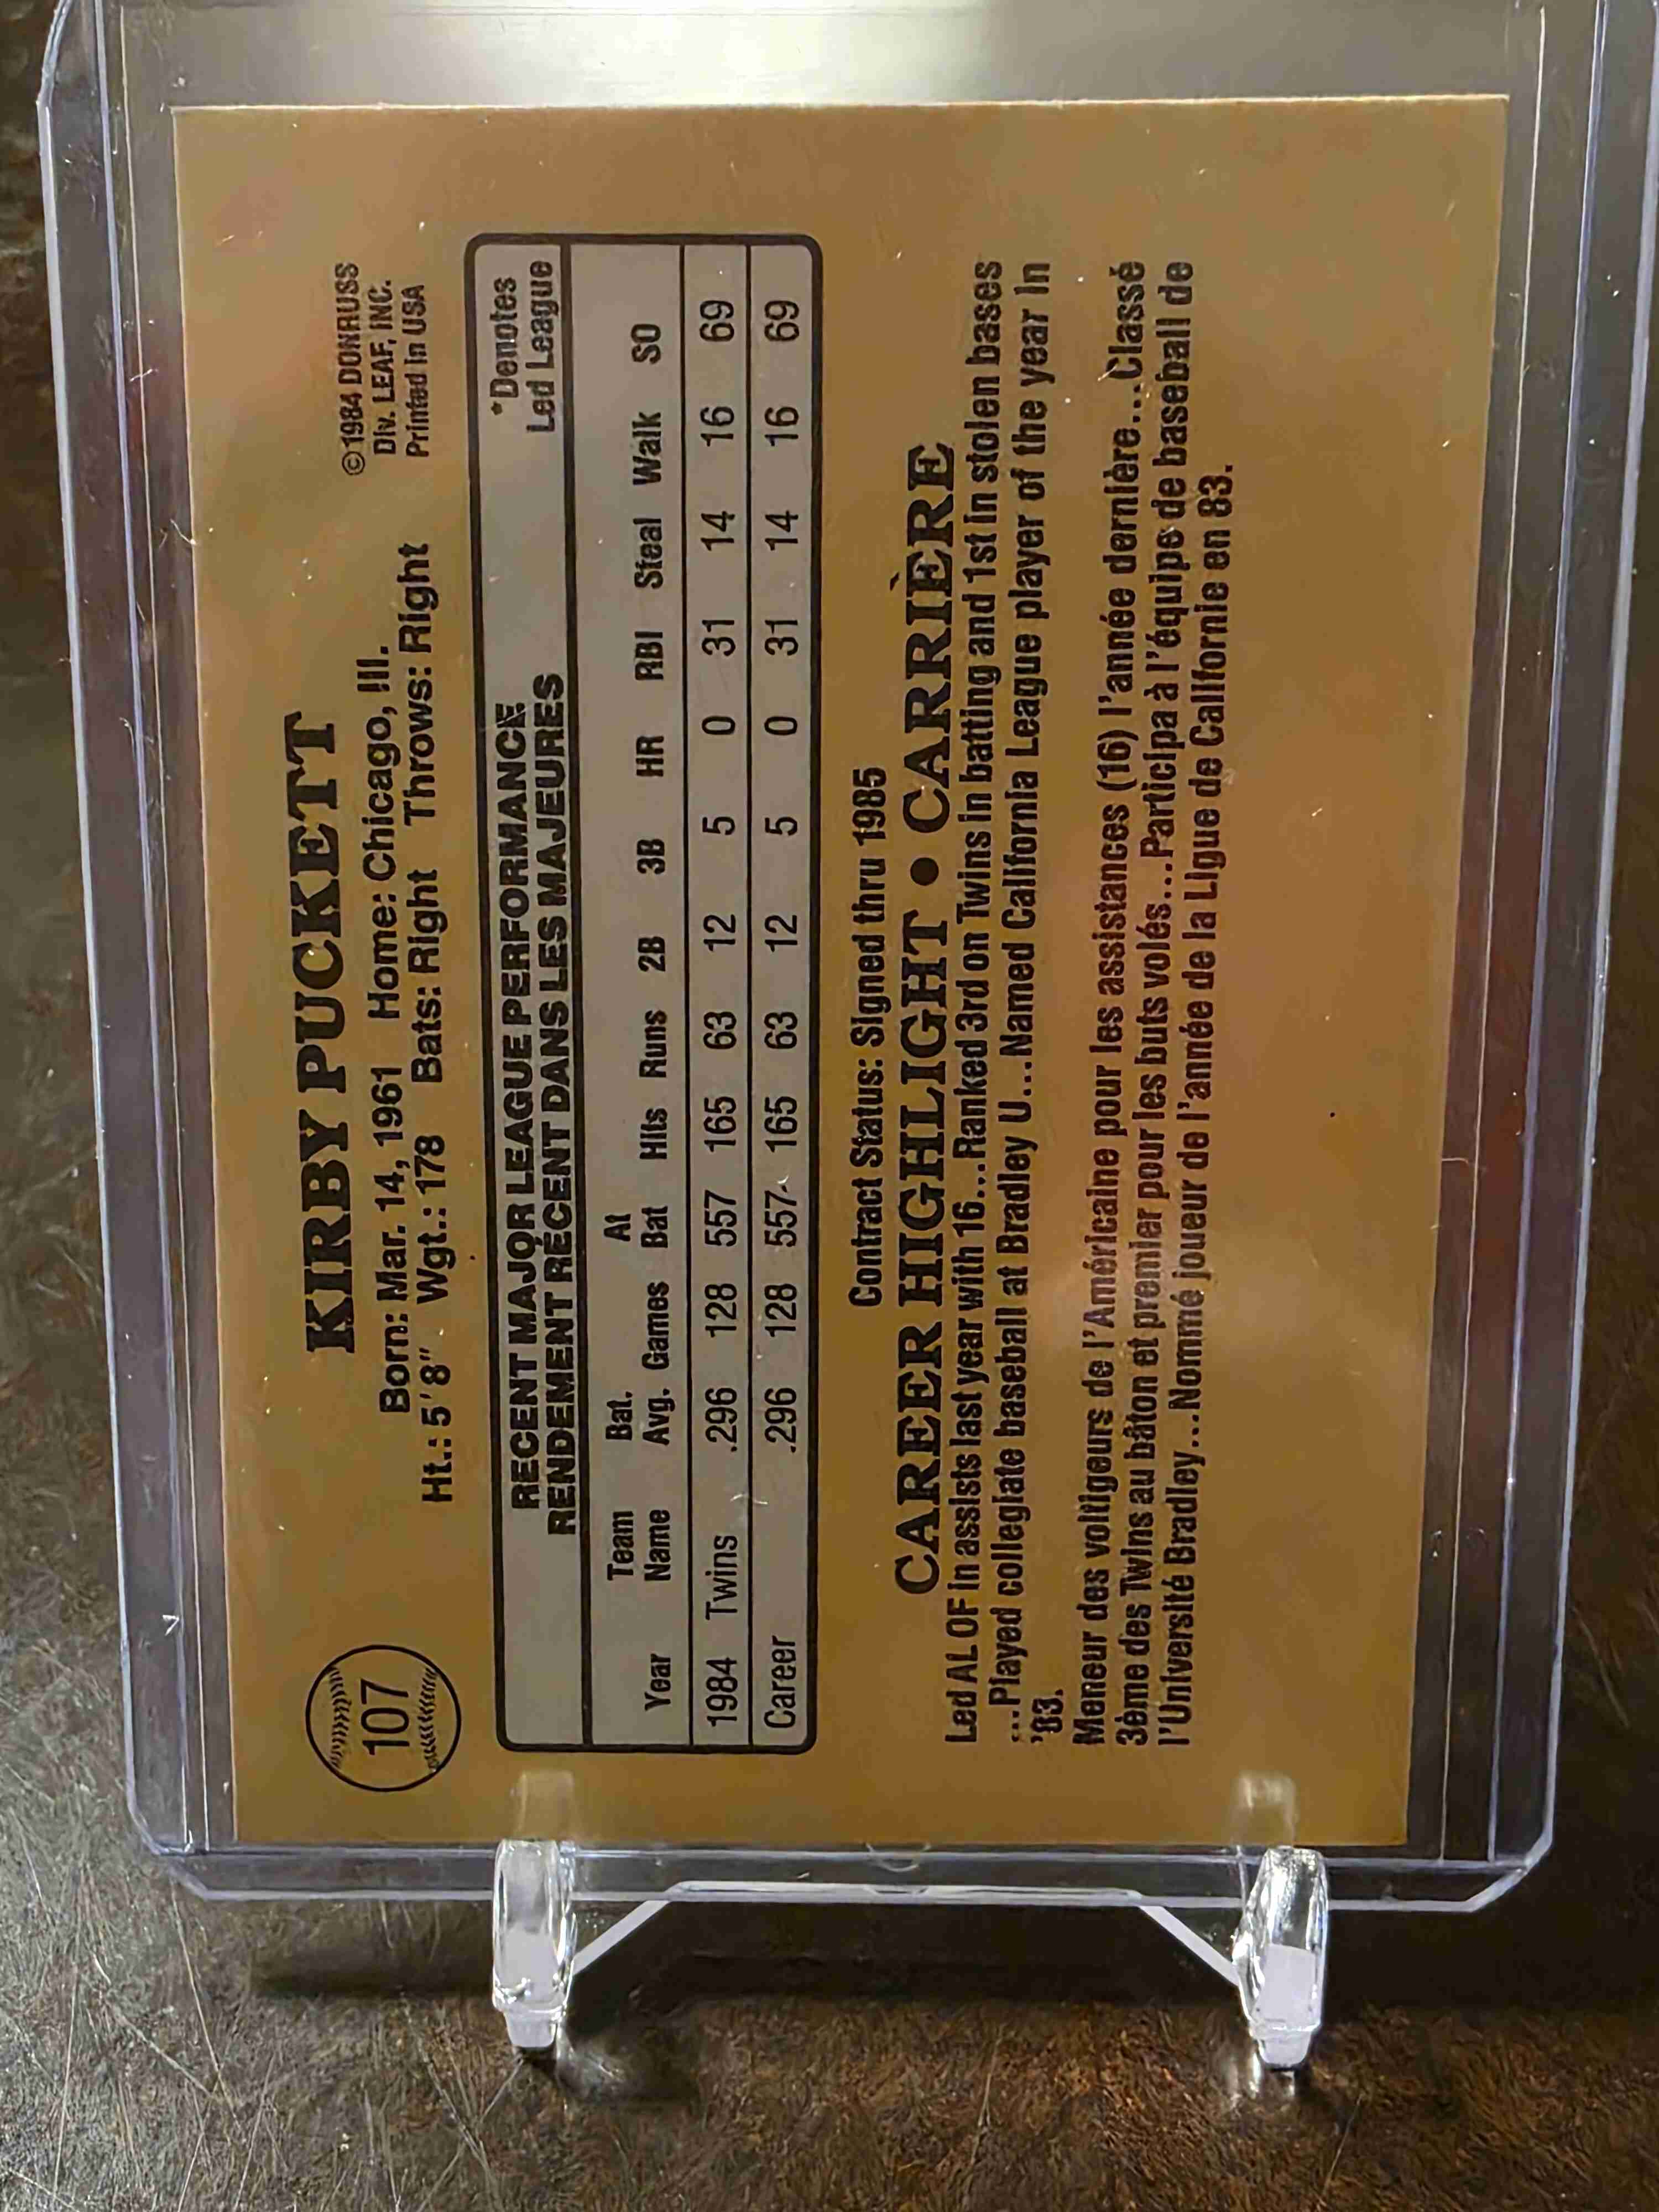 107
KIRBY PUCKETT
©1984 DONRUSS
Born: Mar. 14, 1961 Home: Chicago, Ill.
Div. LEAF, INC.
Ht.: 5'8" Wgt.: 178 Bats: Right Throws: Right
Printed in USA
RECENT MAJOR LEAGUE PERFORMANCE
*Denotes
RENDEMENT RÉCENT DANS LES MAJEURES
Led League
Team Bat. At
Year Name Avg. Games Bat Hits Runs 2B 3B HR RBI Steal Walk SO
1984 Twins .296 128 557 165 63 12 5 0 31 14 16 69
Career .296 128 557 165 63 12 5 0 31 14 16 69
Contract Status: Signed thru 1985
CAREER HIGHLIGHT • CARRIÈRE
Led AL OF in assists last year with 16...Ranked 3rd on Twins in batting and 1st in stolen bases
...Played collegiate baseball at Bradley U...Named California League player of the year in
'83.
Meneur des voltigeurs de l'Américaine pour les assistances (16) l'année dernière...Classé
3ème des Twins au bâton et premier pour les buts volés...Participa à l'équipe de baseball de
l'Université Bradley...Nommé joueur de l'année de la Ligue de Californie en 83.